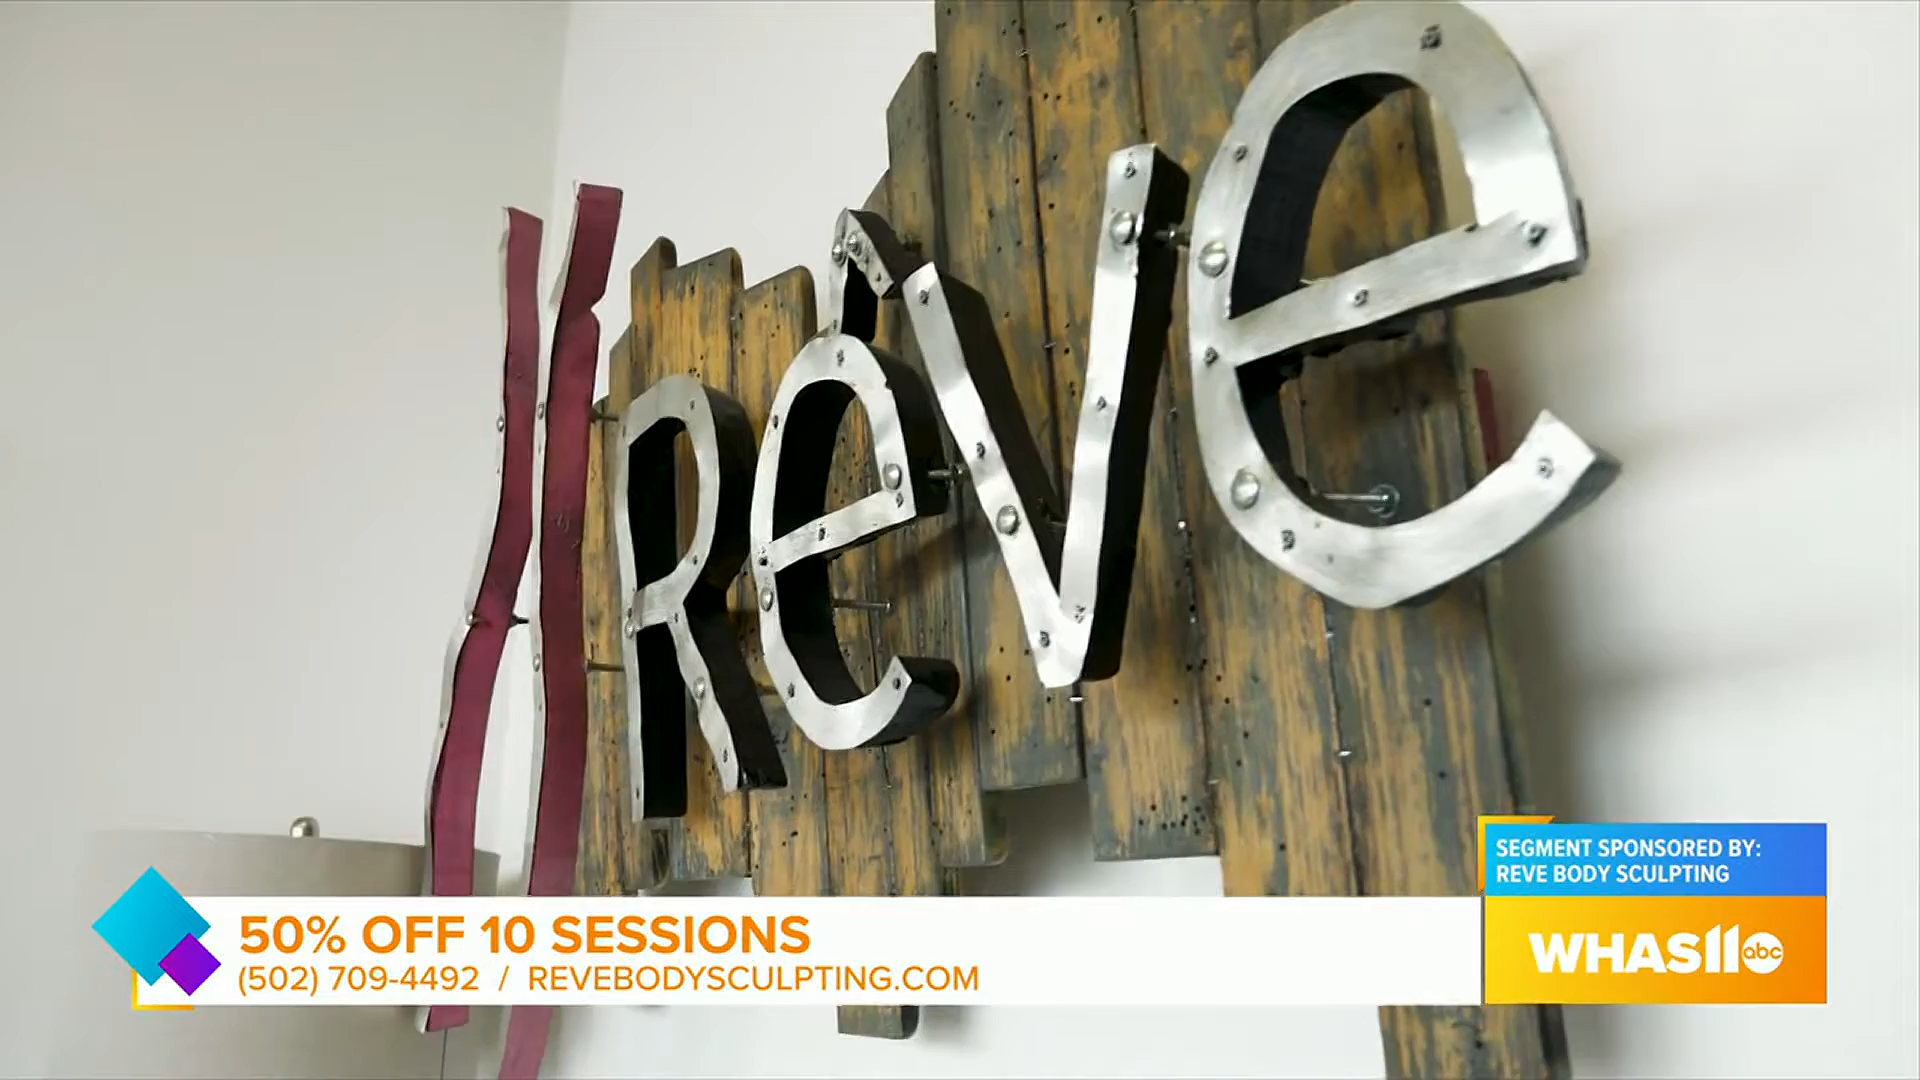 Rêve
SEGMENT SPONSORED BY:
REVE BODY SCULPTING
50% OFF 10 SESSIONS
(502) 709-4492 / REVEBODYSCULPTING.COM
WHAS11 abc